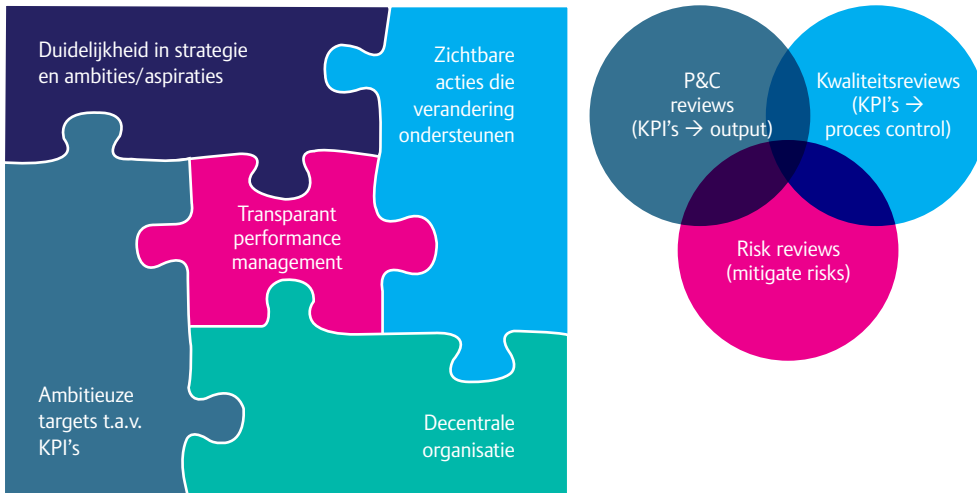 Duidelijkheid in strategie
en ambities/aspiraties
Zichtbare
acties die
verandering
ondersteunen
Transparant
performance
management
Ambitieuze
targets t.a.v.
KPI's
Decentrale
organisatie
P&C
reviews
(KPI's → output)
Kwaliteitsreviews
(KPI's →
proces control)
Risk reviews
(mitigate risks)